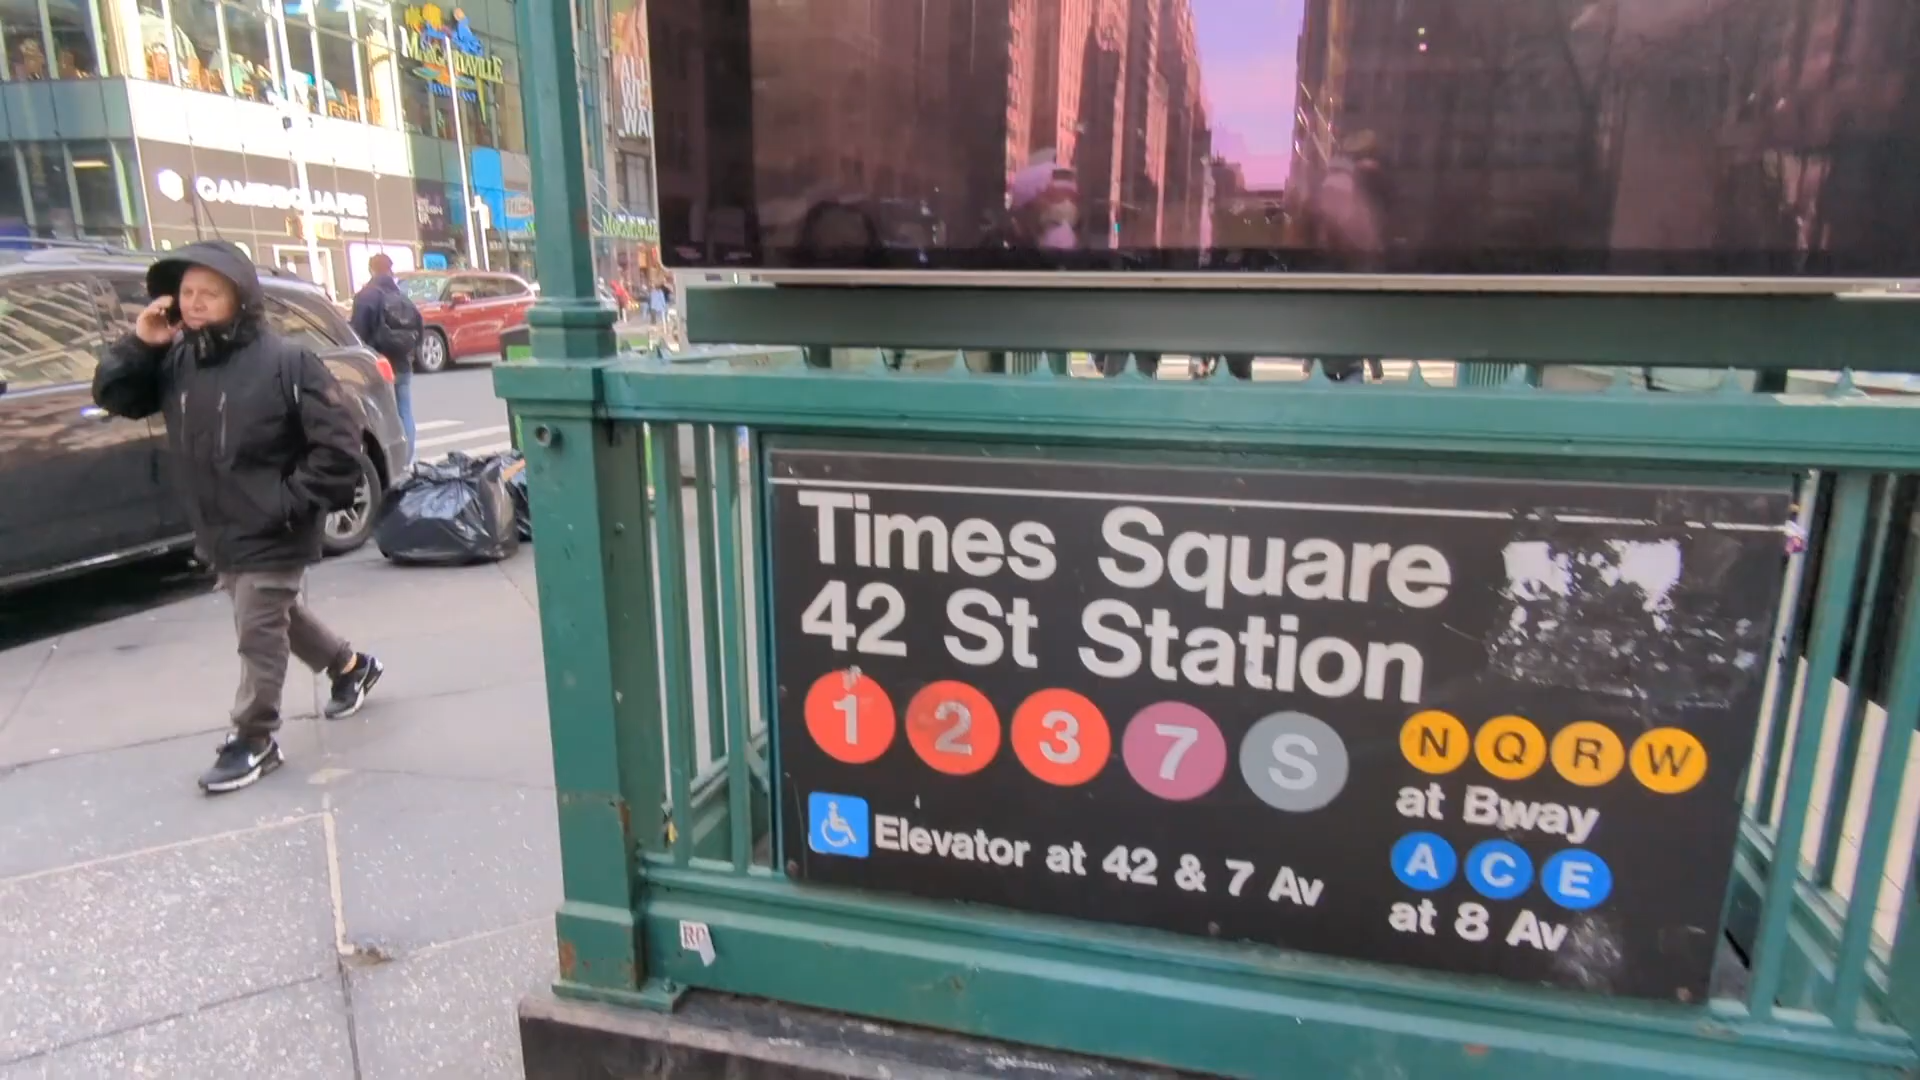 MARGARITAVILLE
GAMESQUARE
Times Square
42 St Station
1 2 3 7 S
N Q R W
at Bway
A C E
at 8 Av
Elevator at 42 & 7 Av